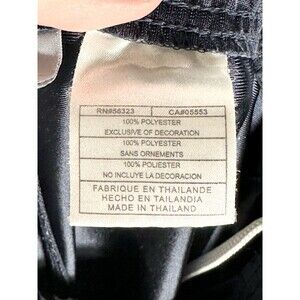 RN#56323 CA#05553
100% POLYESTER
EXCLUSIVE OF DECORATION
100% POLYESTER
SANS ORNEMENTS
100% POLIESTER
NO INCLUYE LA DECORACION
FABRIQUE EN THAILANDE
HECHO EN TAILANDIA
MADE IN THAILAND